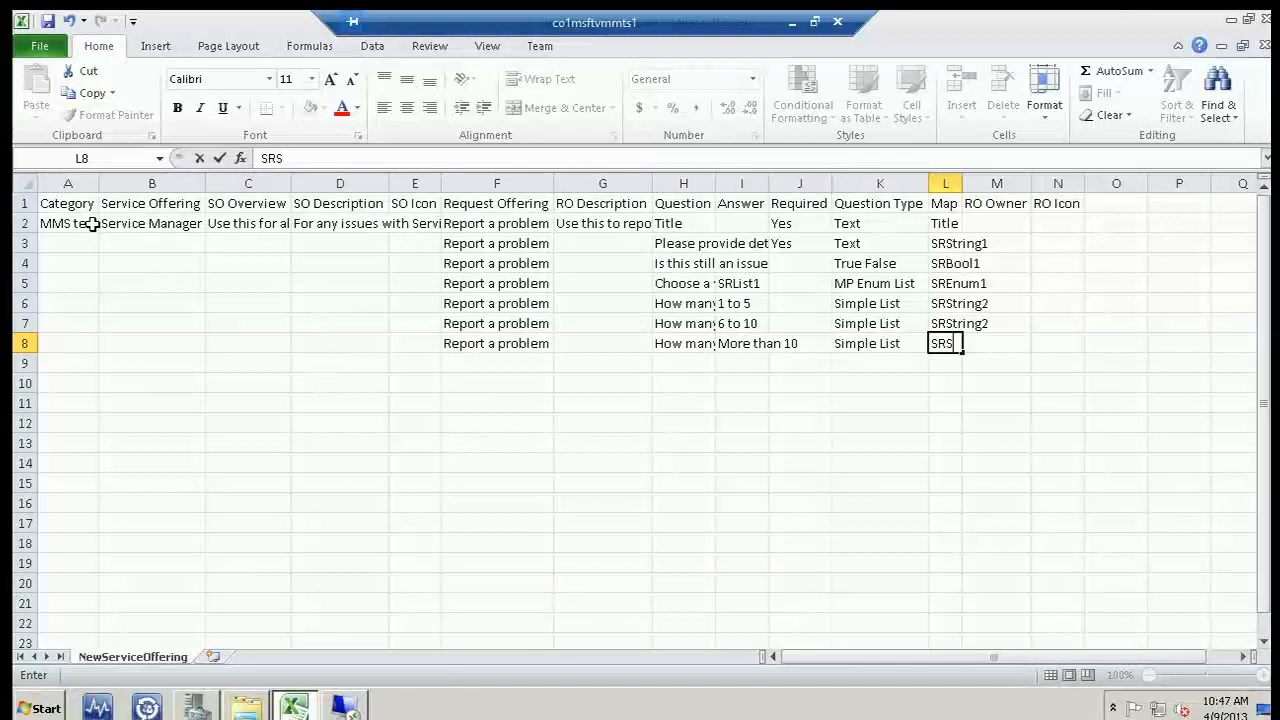 co1msftvmmts1
File Home Insert Page Layout Formulas Data Review View Team
Paste
Cut
Copy
Format Painter
Clipboard
Calibri 11
B I U A
Font
Wrap Text
Merge & Center
Alignment
General
$ % ,
Number
Conditional Formatting
Format as Table
Cell Styles
Styles
Insert Delete Format
Cells
Σ AutoSum
Fill
Clear
Sort & Filter
Find & Select
Editing
L8 fx SRS
A B C D E F G H I J K L M N O P Q
1 Category Service Offering SO Overview SO Description SO Icon Request Offering RO Description Question Answer Required Question Type Map RO Owner RO Icon
2 MMS Service Manager Use this for al For any issues with Servi Report a problem Use this to repo Title Yes Text Title
3 Report a problem Please provide det Yes Text SRString1
4 Report a problem Is this still an issue True False SRBool1
5 Report a problem Choose a SRList1 MP Enum List SREnum1
6 Report a problem How many 1 to 5 Simple List SRString2
7 Report a problem How many 6 to 10 Simple List SRString2
8 Report a problem How many More than 10 Simple List SRS
9
10
11
12
13
14
15
16
17
18
19
20
21
22
23
NewServiceOffering
Enter 100%
Start 10:47 AM
4/9/2013